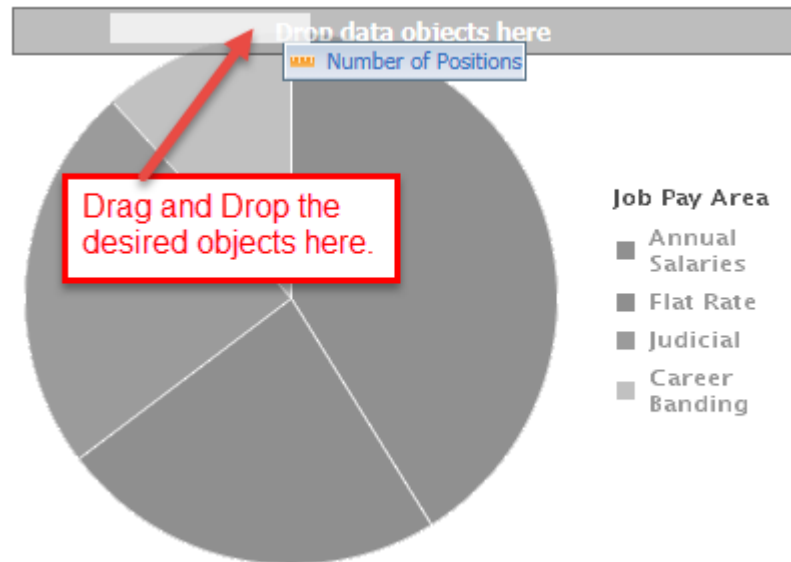 Drop data objects here
Number of Positions
Drag and Drop the
desired objects here.
Job Pay Area
Annual
Salaries
Flat Rate
Judicial
Career
Banding